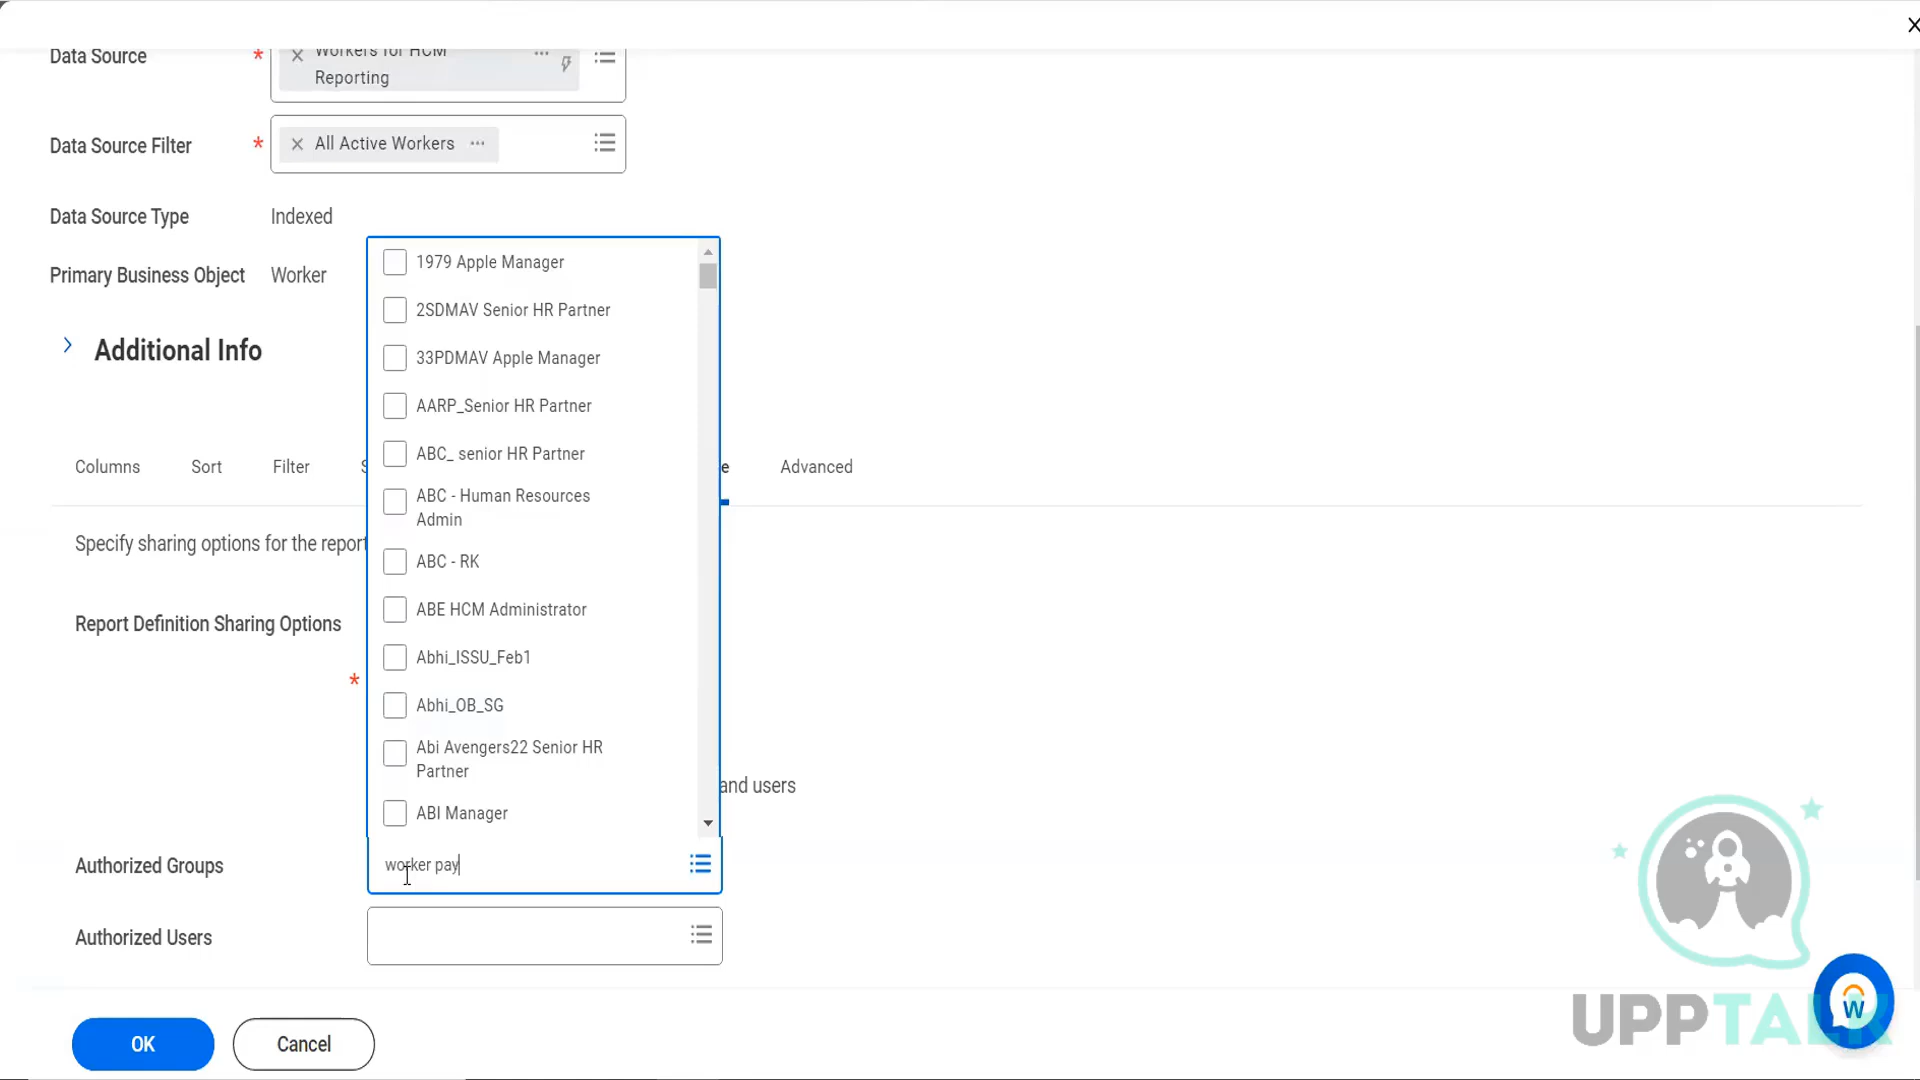 Data Source *
Workers for HCM
Reporting
Data Source Filter *
All Active Workers
Data Source Type Indexed
Primary Business Object Worker
Additional Info
1979 Apple Manager
2SDMAV Senior HR Partner
33PDMAV Apple Manager
AARP_Senior HR Partner
ABC_ senior HR Partner
ABC - Human Resources
Admin
ABC - RK
ABE HCM Administrator
Abhi_ISSU_Feb1
Abhi_OB_SG
Abi Avengers22 Senior HR
Partner
ABI Manager
Columns Sort Filter S e Advanced
Specify sharing options for the report
Report Definition Sharing Options
*
and users
Authorized Groups worker pay
Authorized Users
OK Cancel
UPPTALK
W